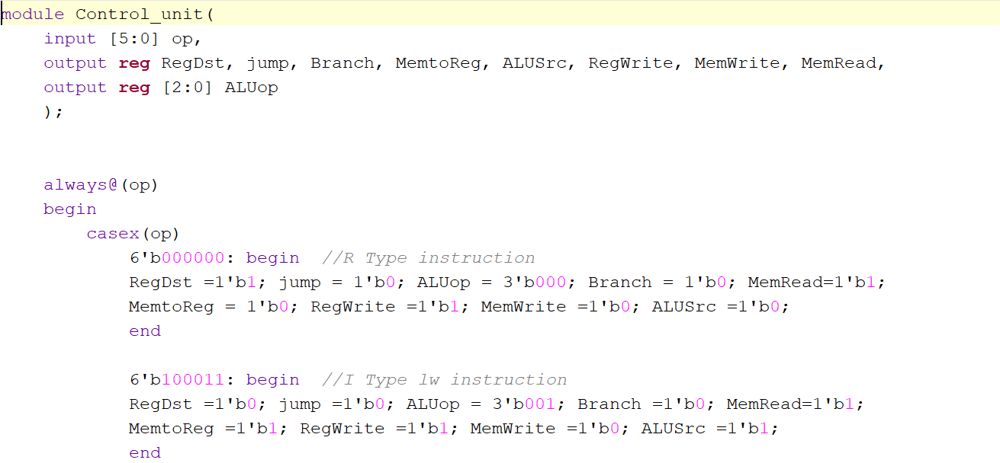 module Control_unit(
input [5:0] op,
output reg RegDst, jump, Branch, MemtoReg, ALUSrc, RegWrite, MemWrite, MemRead,
output reg [2:0] ALUop
);
always@(op)
begin
casex(op)
6'b000000: begin //R Type instruction
RegDst =1'b1; jump = 1'b0; ALUop = 3'b000; Branch = 1'b0; MemRead=1'b1;
MemtoReg = 1'b0; RegWrite =1'b1; MemWrite =1'b0; ALUSrc =1'b0;
end
6'b100011: begin //I Type lw instruction
RegDst =1'b0; jump =1'b0; ALUop = 3'b001; Branch =1'b0; MemRead=1'b1;
MemtoReg =1'b1; RegWrite =1'b1; MemWrite =1'b0; ALUSrc =1'b1;
end